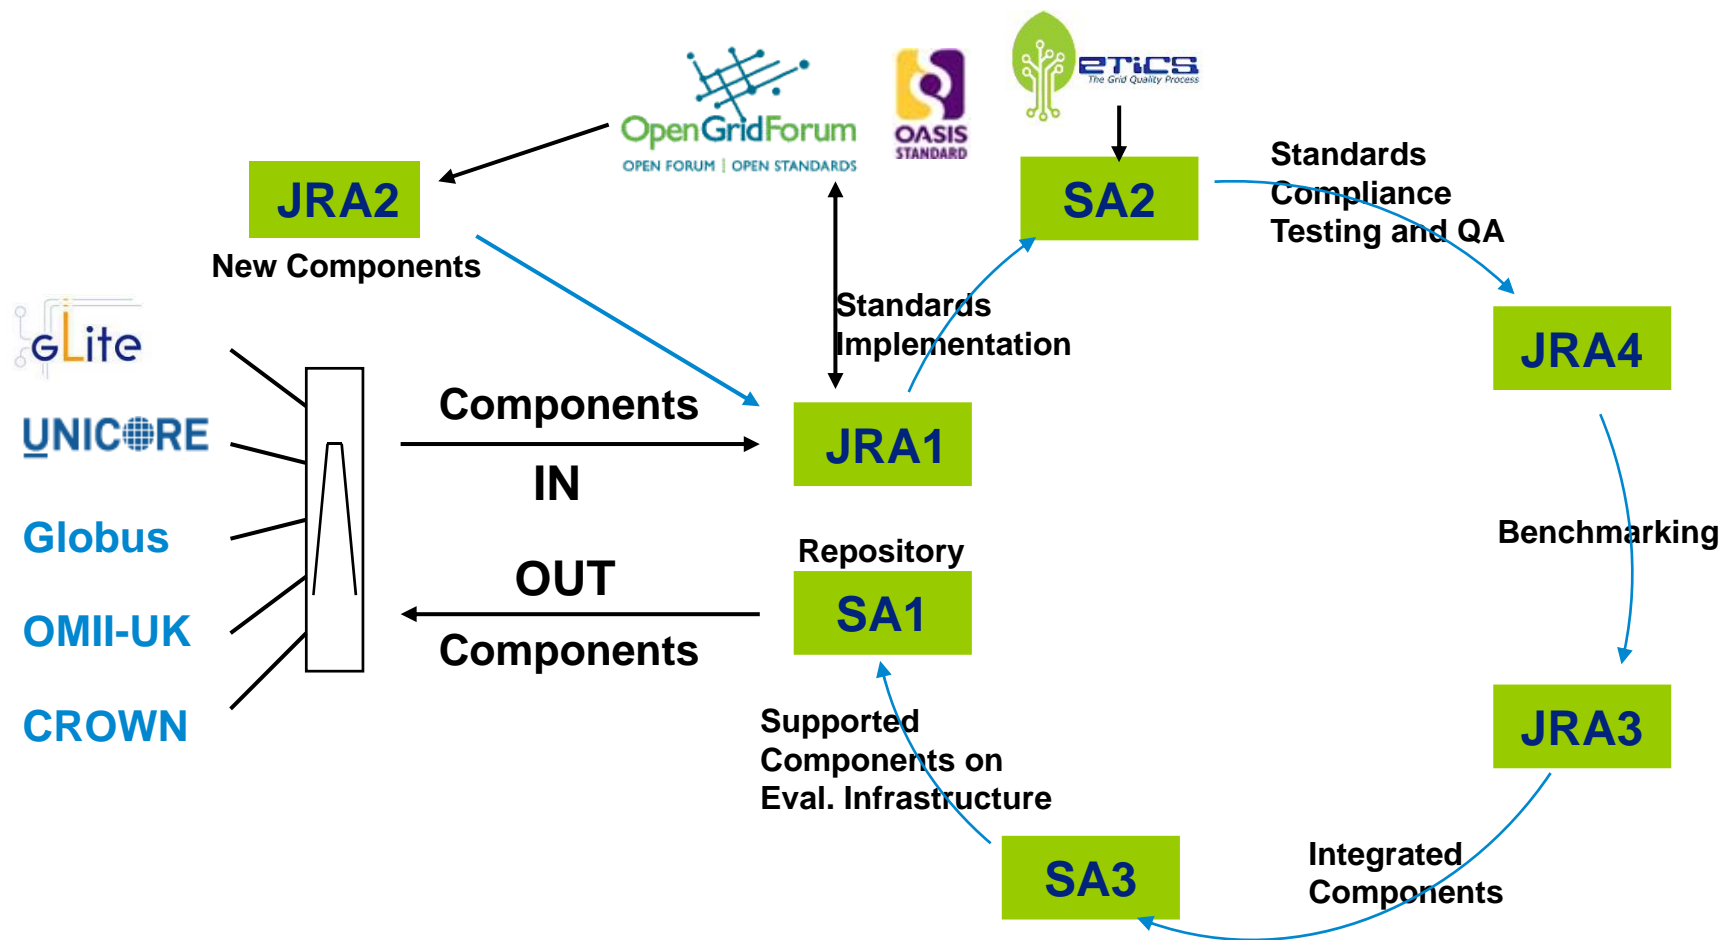 OpenGridForum
OPEN FORUM | OPEN STANDARDS
OASIS
STANDARD
eTiCS
The Grid Quality Process
JRA2
New Components
SA2
Standards
Compliance
Testing and QA
gLite
UNICORE
Globus
OMII-UK
CROWN
Components
IN
OUT
Components
Standards
Implementation
JRA1
Repository
SA1
JRA4
Benchmarking
JRA3
Integrated
Components
SA3
Supported
Components on
Eval. Infrastructure